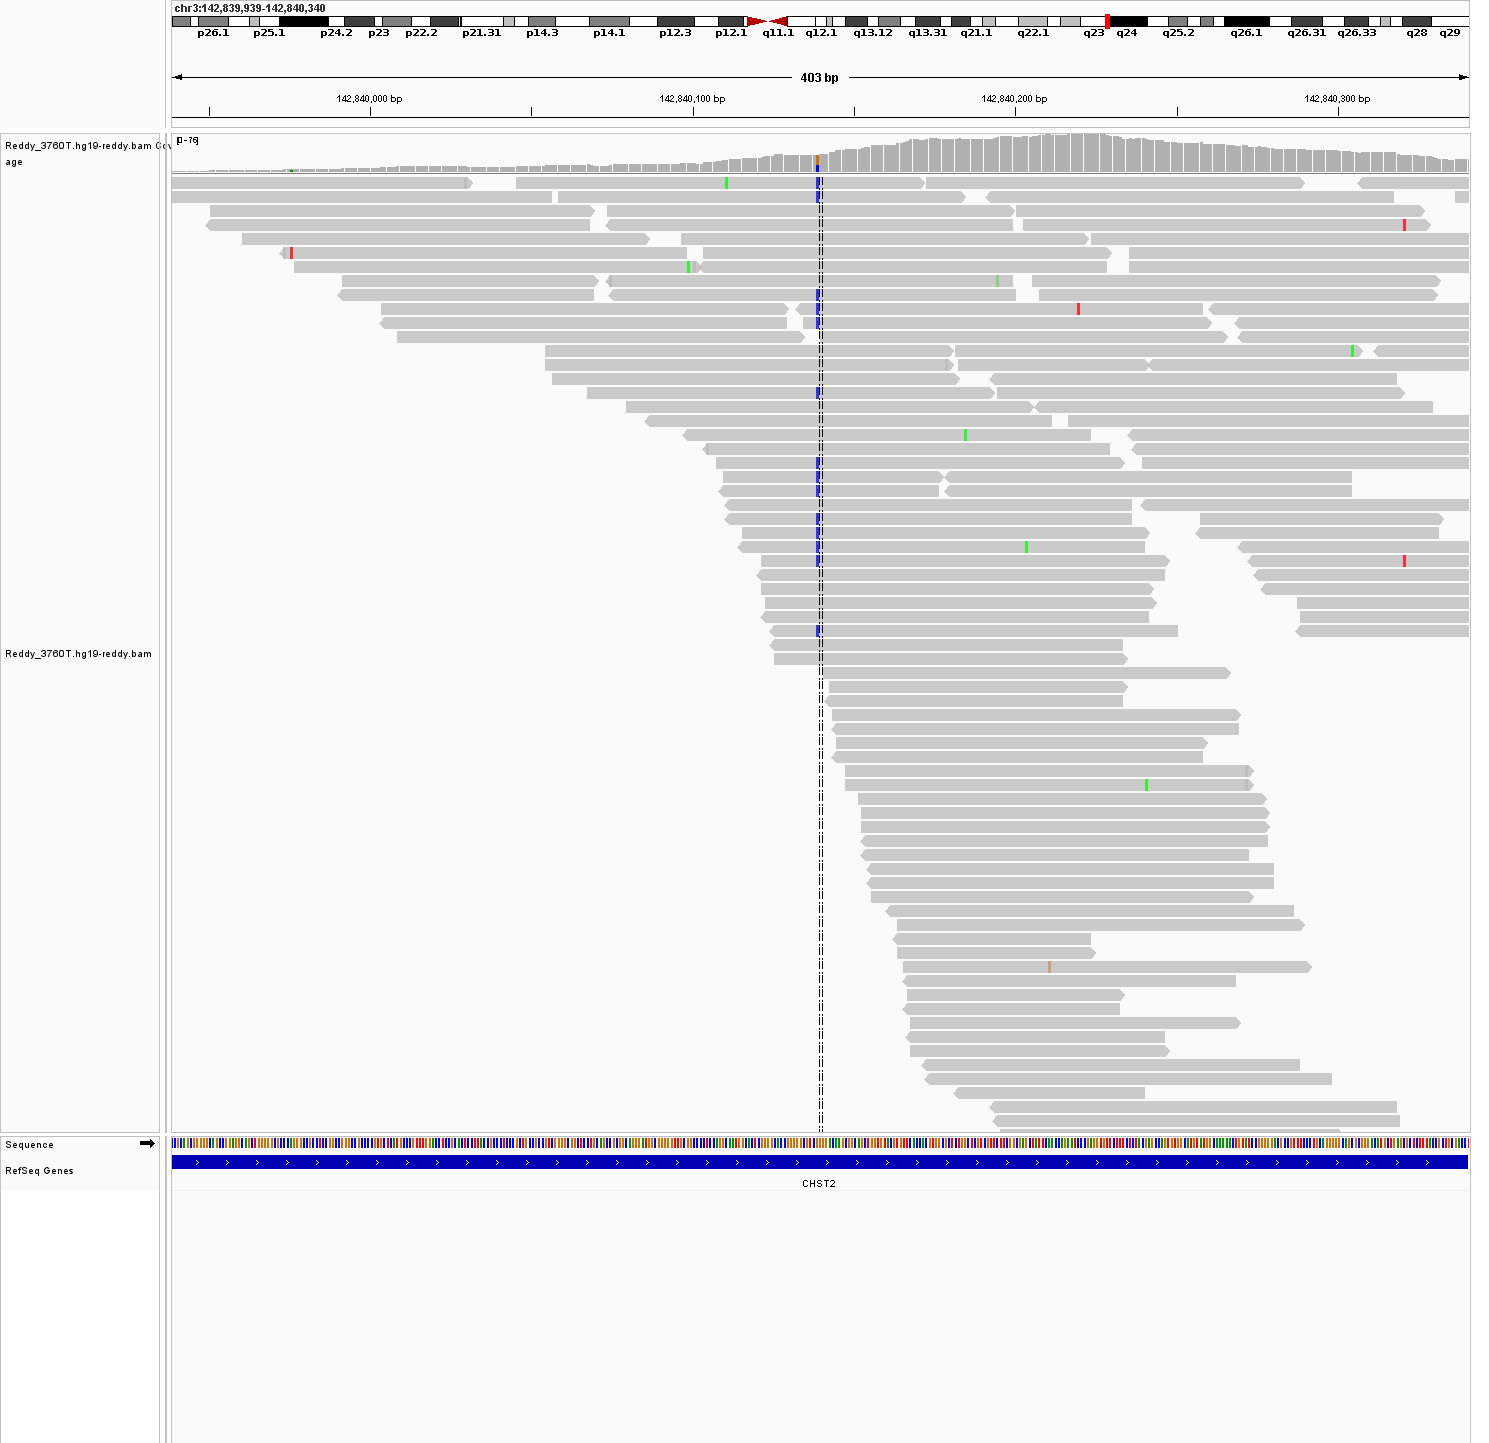 chr3:142,839,939-142,840,340
p26.1 p25.1 p24.2 p23 p22.2 p21.31 p14.3 p14.1 p12.3 p12.1 q11.1 q12.1 q13.12 q13.31 q21.1 q22.1 q23 q24 q25.2 q26.1 q26.31 q26.33 q28 q29
403 bp
142,840,000 bp 142,840,100 bp 142,840,200 bp 142,840,300 bp
Reddy_3760T.hg19-reddy.bam Cov
age
[0-76]
Reddy_3760T.hg19-reddy.bam
Sequence
RefSeq Genes
CHST2